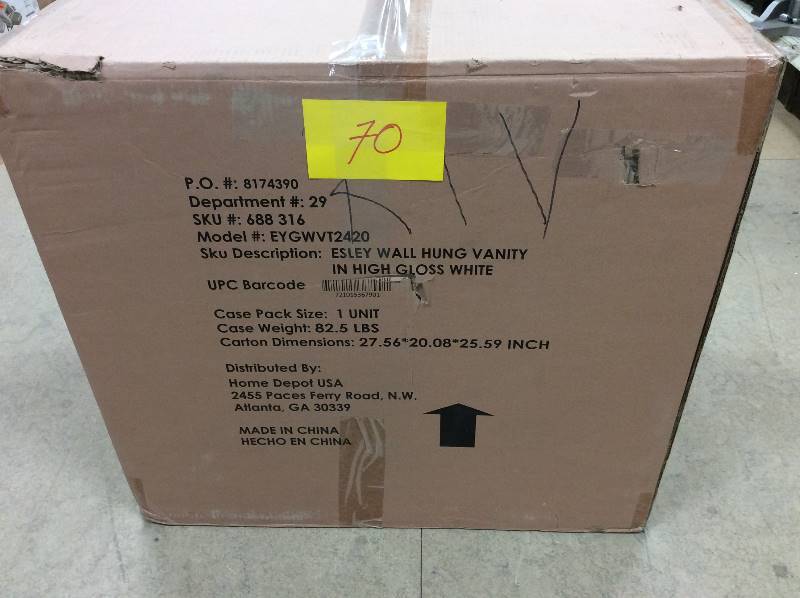 70
RTV
P.O. #: 8174390
Department #: 29
SKU #: 688 316
Model #: EYGWVT2420
Sku Description: ESLEY WALL HUNG VANITY
IN HIGH GLOSS WHITE
UPC Barcode
Case Pack Size: 1 UNIT
Case Weight: 82.5 LBS
Carton Dimensions: 27.56*20.08*25.59 INCH
Distributed By:
Home Depot USA
2455 Paces Ferry Road, N.W.
Atlanta, GA 30339
MADE IN CHINA
HECHO EN CHINA